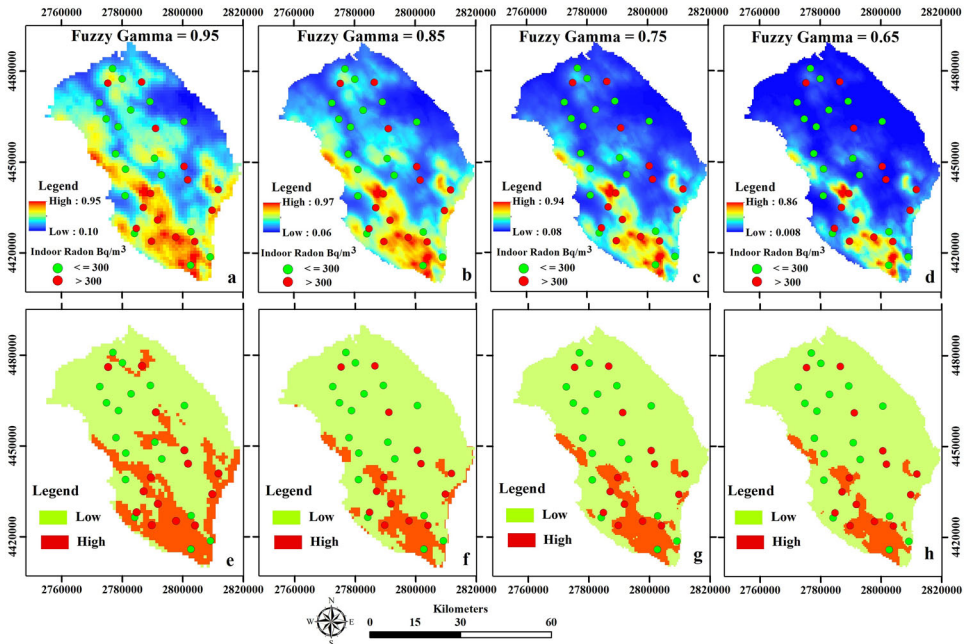 2760000 2780000 2800000 2820000 2760000 2780000 2800000 2820000 2760000 2780000 2800000 2820000 2760000 2780000 2800000 2820000
Fuzzy Gamma = 0.95
Fuzzy Gamma = 0.85
Fuzzy Gamma = 0.75
Fuzzy Gamma = 0.65
4480000
4450000
4420000
Legend
High : 0.95
Low : 0.10
Indoor Radon Bq/m³
< = 300
> 300
a
Legend
High : 0.97
Low : 0.06
Indoor Radon Bq/m³
< = 300
> 300
b
Legend
High : 0.94
Low : 0.08
Indoor Radon Bq/m³
< = 300
> 300
c
Legend
High : 0.86
Low : 0.008
Indoor Radon Bq/m³
< = 300
> 300
d
4480000
4450000
4420000
4480000
4450000
4420000
Legend
Low
High
e
Legend
Low
High
f
Legend
Low
High
g
Legend
Low
High
h
4480000
4450000
4420000
2760000 2780000 2800000 2820000 2760000 2780000 2800000 2820000 2760000 2780000 2800000 2820000 2760000 2780000 2800000 2820000
N
W E
S
Kilometers
0 15 30 60